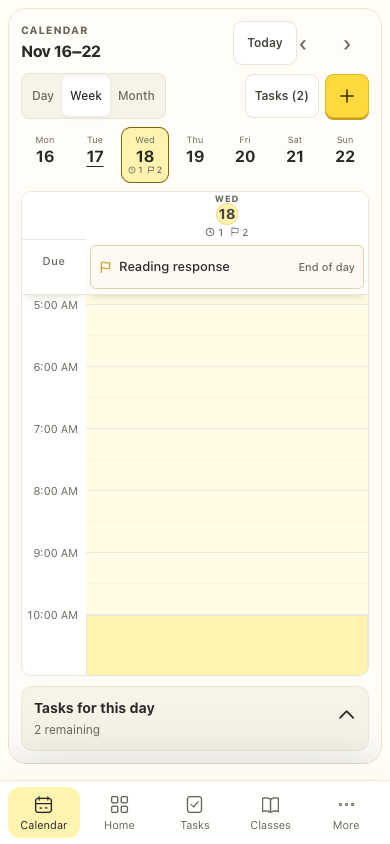 CALENDAR
Nov 16–22
Today
Day Week Month
Tasks (2)
Mon Tue Wed Thu Fri Sat Sun
16 17 18 19 20 21 22
1 2
WED
18
1 2
Due
Reading response End of day
5:00 AM
6:00 AM
7:00 AM
8:00 AM
9:00 AM
10:00 AM
Tasks for this day
2 remaining
Calendar Home Tasks Classes More